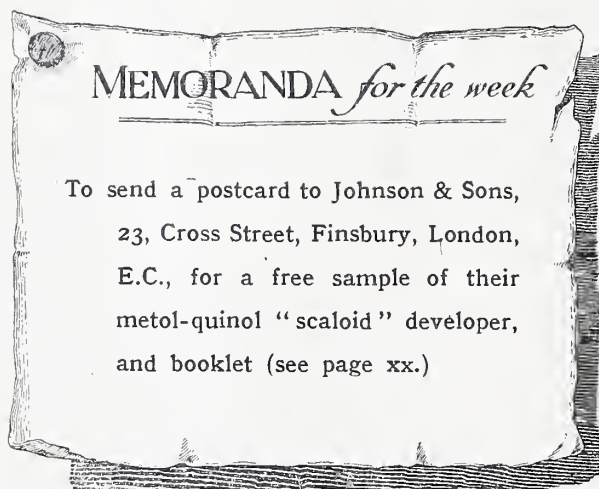 MEMORANDA for the week
To send a postcard to Johnson & Sons,
23, Cross Street, Finsbury, London,
E.C., for a free sample of their
metol-quinol "scaloid" developer,
and booklet (see page xx.)